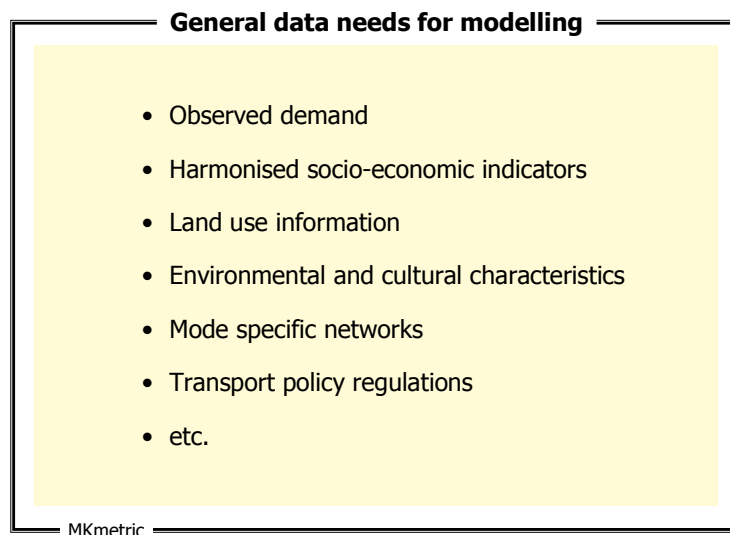 General data needs for modelling
• Observed demand
• Harmonised socio-economic indicators
• Land use information
• Environmental and cultural characteristics
• Mode specific networks
• Transport policy regulations
• etc.
MKmetric